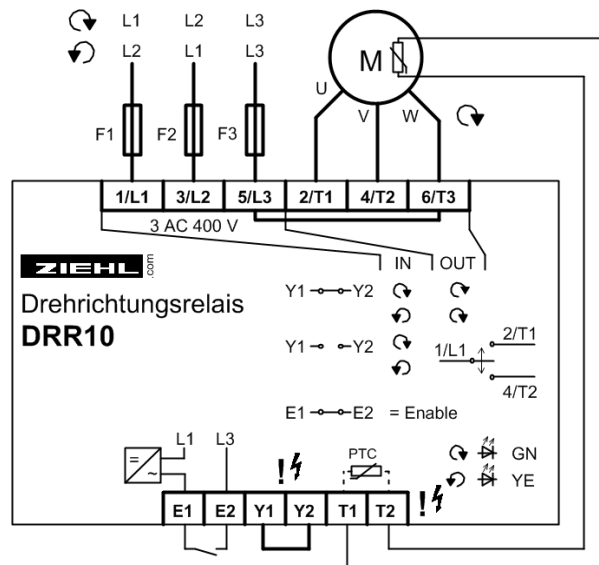 L1 L2 L3
L2 L1 L3
M
U
V W
F1 F2 F3
1/L1 3/L2 5/L3 2/T1 4/T2 6/T3
3 AC 400 V
ZIEHL.com
IN OUT
Drehrichtungsrelais
DRR10
Y1 Y2
Y1 Y2
2/T1
1/L1
4/T2
E1 E2 = Enable
L1 L3
PTC
GN
YE
= ~
! !
E1 E2 Y1 Y2 T1 T2